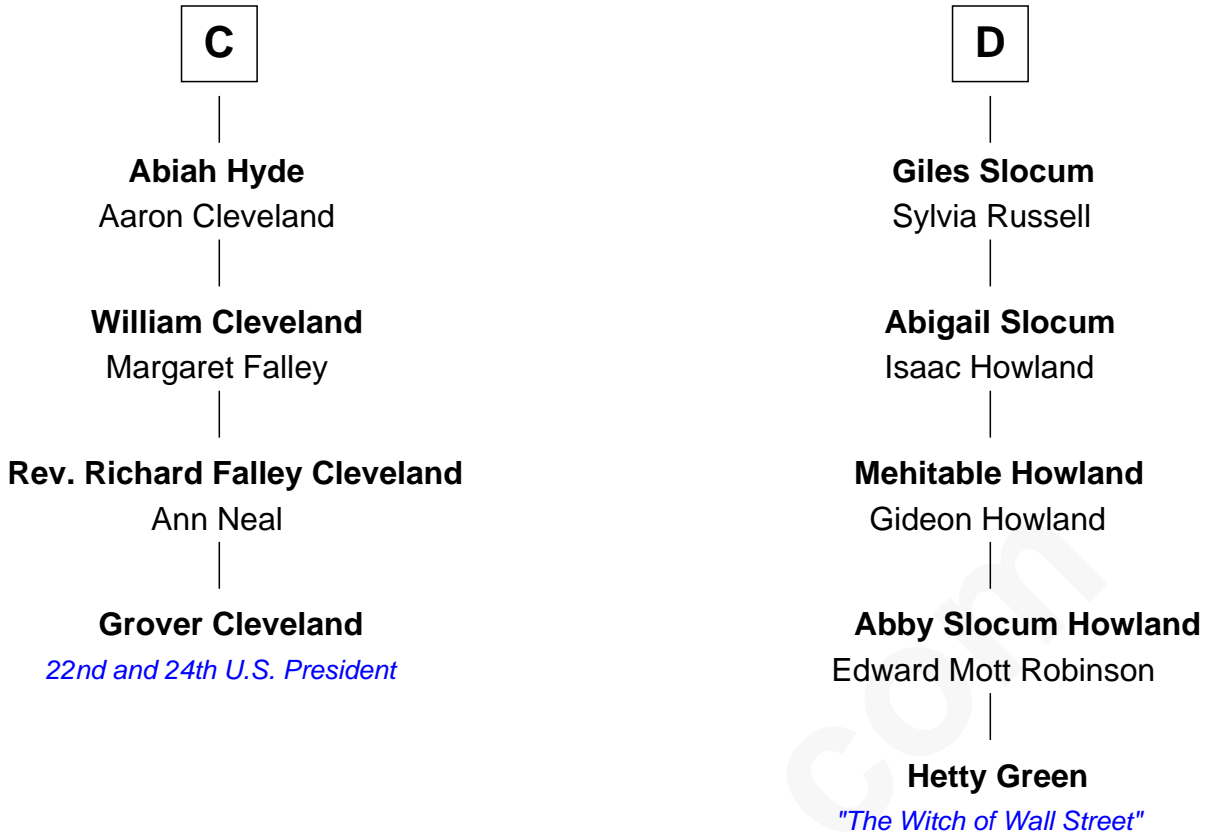 C
Abiah Hyde
Aaron Cleveland
William Cleveland
Margaret Falley
Rev. Richard Falley Cleveland
Ann Neal
Grover Cleveland
22nd and 24th U.S. President
D
Giles Slocum
Sylvia Russell
Abigail Slocum
Isaac Howland
Mehitable Howland
Gideon Howland
Abby Slocum Howland
Edward Mott Robinson
Hetty Green
"The Witch of Wall Street"
com